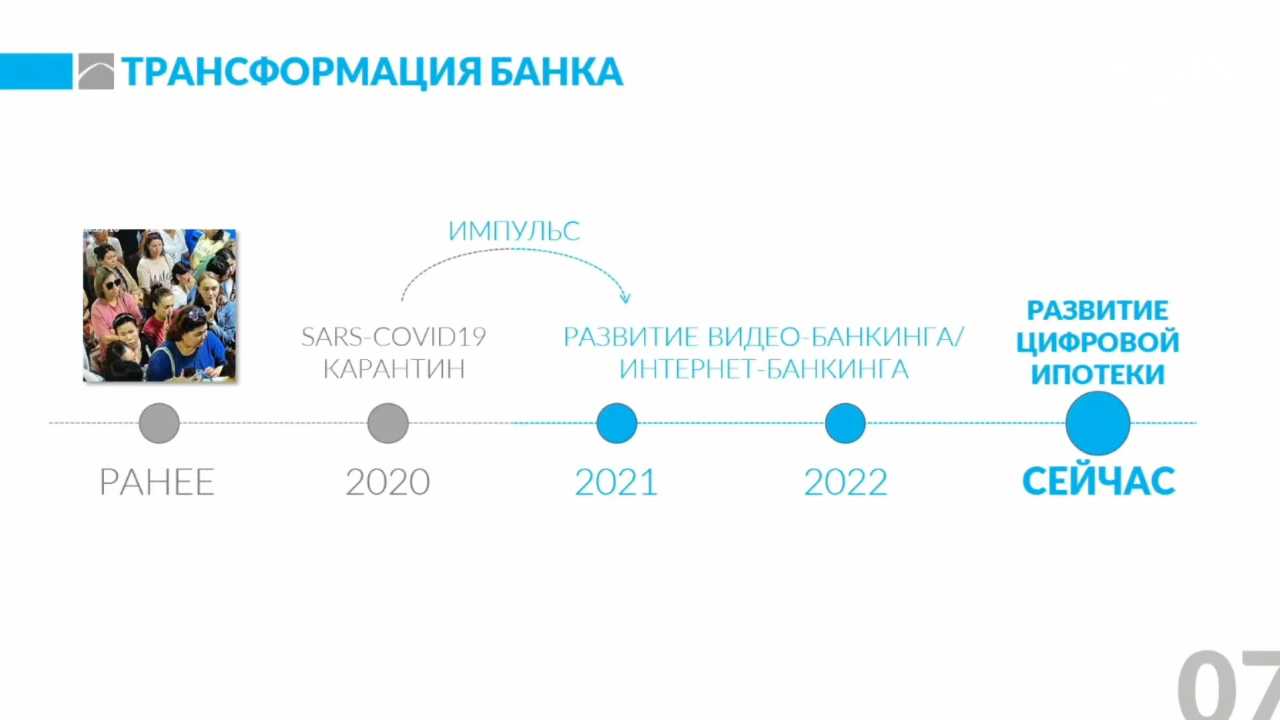 ТРАНСФОРМАЦИЯ БАНКА
PLUS
ИМПУЛЬС
SARS-COVID19
КАРАНТИН
РАЗВИТИЕ ВИДЕО-БАНКИНГА/
ИНТЕРНЕТ-БАНКИНГА
РАЗВИТИЕ
ЦИФРОВОЙ
ИПОТЕКИ
РАНЕЕ
2020
2021
2022
СЕЙЧАС
07